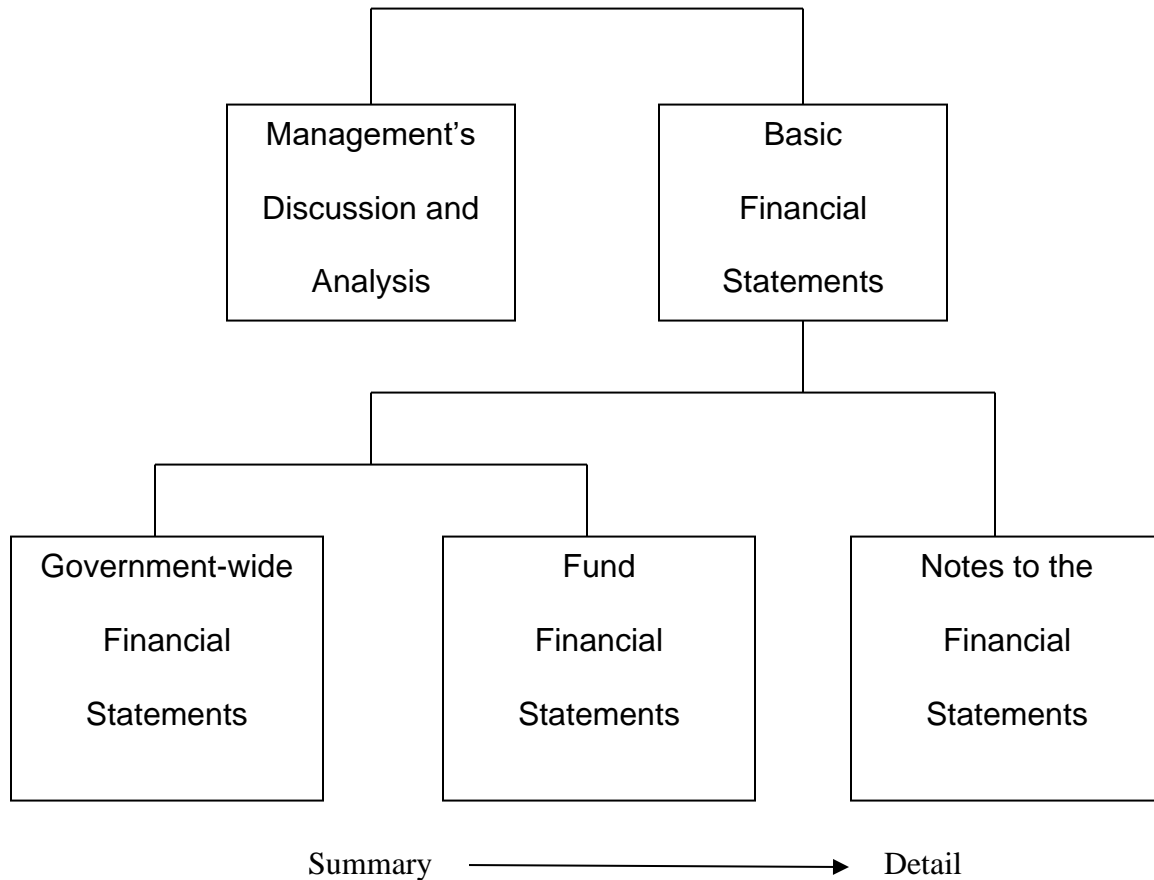 Management’s
Discussion and
Analysis
Basic
Financial
Statements
Government-wide
Financial
Statements
Fund
Financial
Statements
Notes to the
Financial
Statements
Summary
Detail